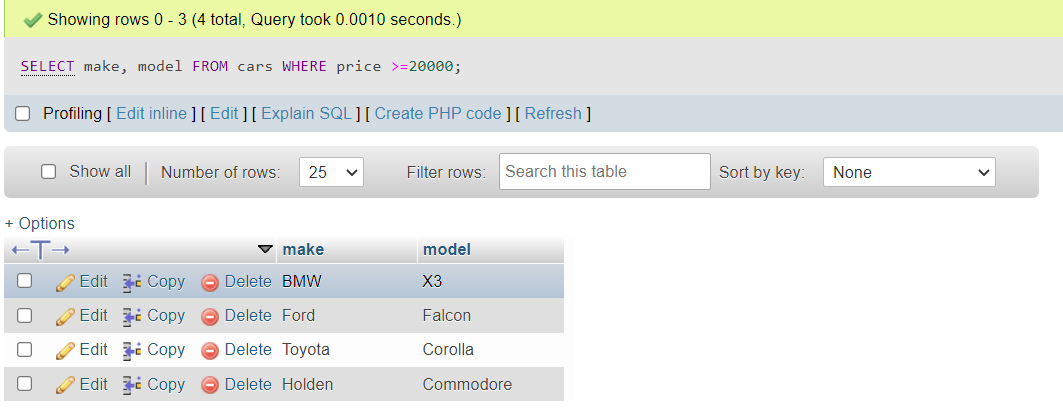 Showing rows 0 - 3 (4 total, Query took 0.0010 seconds.)
SELECT make, model FROM cars WHERE price >=20000;
Profiling [ Edit inline ] [ Edit ] [ Explain SQL ] [ Create PHP code ] [ Refresh ]
Show all | Number of rows: 25 Filter rows: Search this table Sort by key: None
+ Options
←T→ make model
Edit Copy Delete BMW X3
Edit Copy Delete Ford Falcon
Edit Copy Delete Toyota Corolla
Edit Copy Delete Holden Commodore